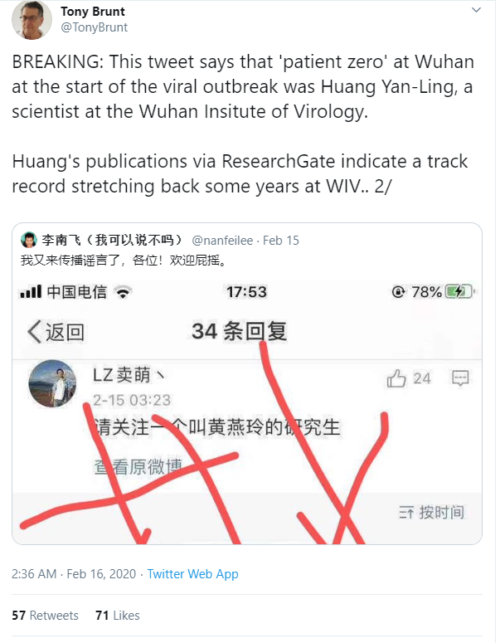 Tony Brunt
@TonyBrunt
BREAKING: This tweet says that 'patient zero' at Wuhan
at the start of the viral outbreak was Huang Yan-Ling, a
scientist at the Wuhan Insitute of Virology.
Huang's publications via ResearchGate indicate a track
record stretching back some years at WIV.. 2/
李南飞（我可以说不吗） @nanfeilee · Feb 15
我又来传播谣言了，各位！欢迎屁摇。
中国电信 17:53 78%
返回 34 条回复
LZ卖萌丶 24
2-15 03:23
请关注一个叫黄燕玲的研究生
查看原微博
按时间
2:36 AM · Feb 16, 2020 · Twitter Web App
57 Retweets 71 Likes